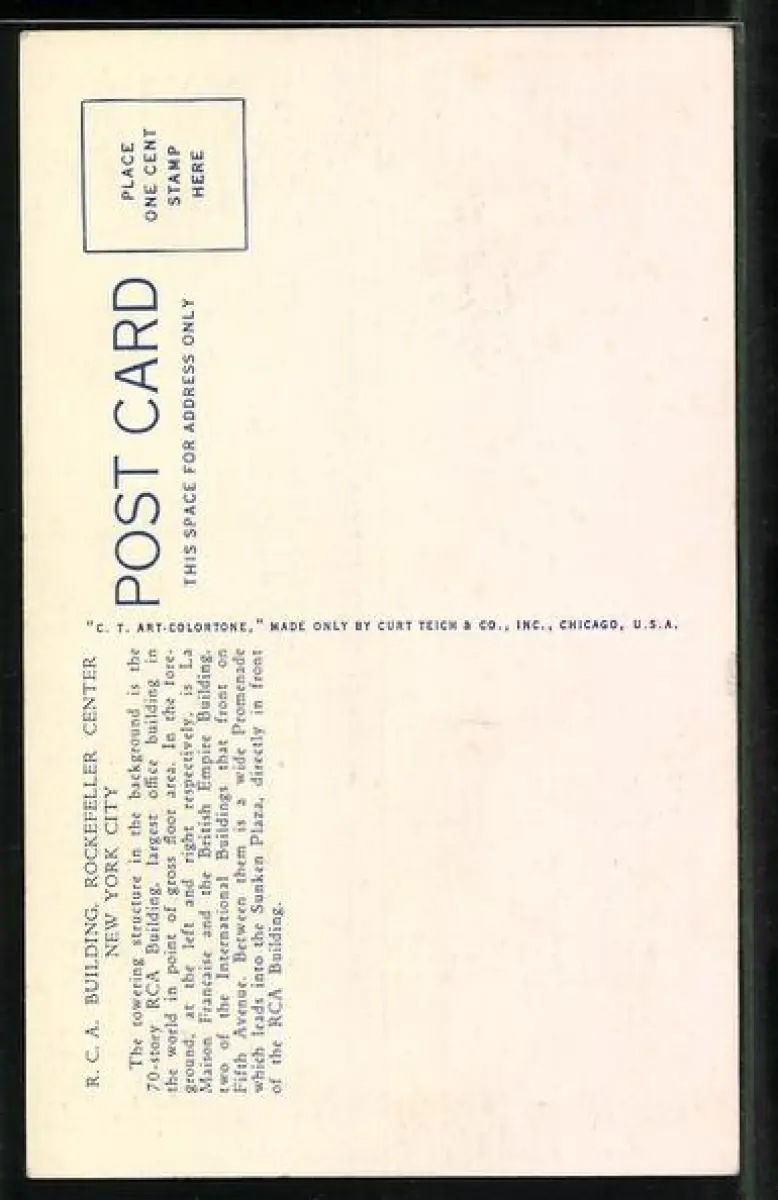 R. C. A. BUILDING, ROCKEFELLER CENTER
NEW YORK CITY
The towering structure in the background is the
70-story RCA Building, largest office building in
the world in point of gross floor area. In the fore-
ground, at the left and right respectively, is La
Maison Francaise and the British Empire Building,
two of the International Buildings that front on
Fifth Avenue. Between them is a wide Promenade
which leads into the Sunken Plaza, directly in front
of the RCA Building.
"C. T. ART-COLORTONE," MADE ONLY BY CURT TEICH & CO., INC., CHICAGO, U.S.A.
POST CARD
THIS SPACE FOR ADDRESS ONLY
PLACE
ONE CENT
STAMP
HERE